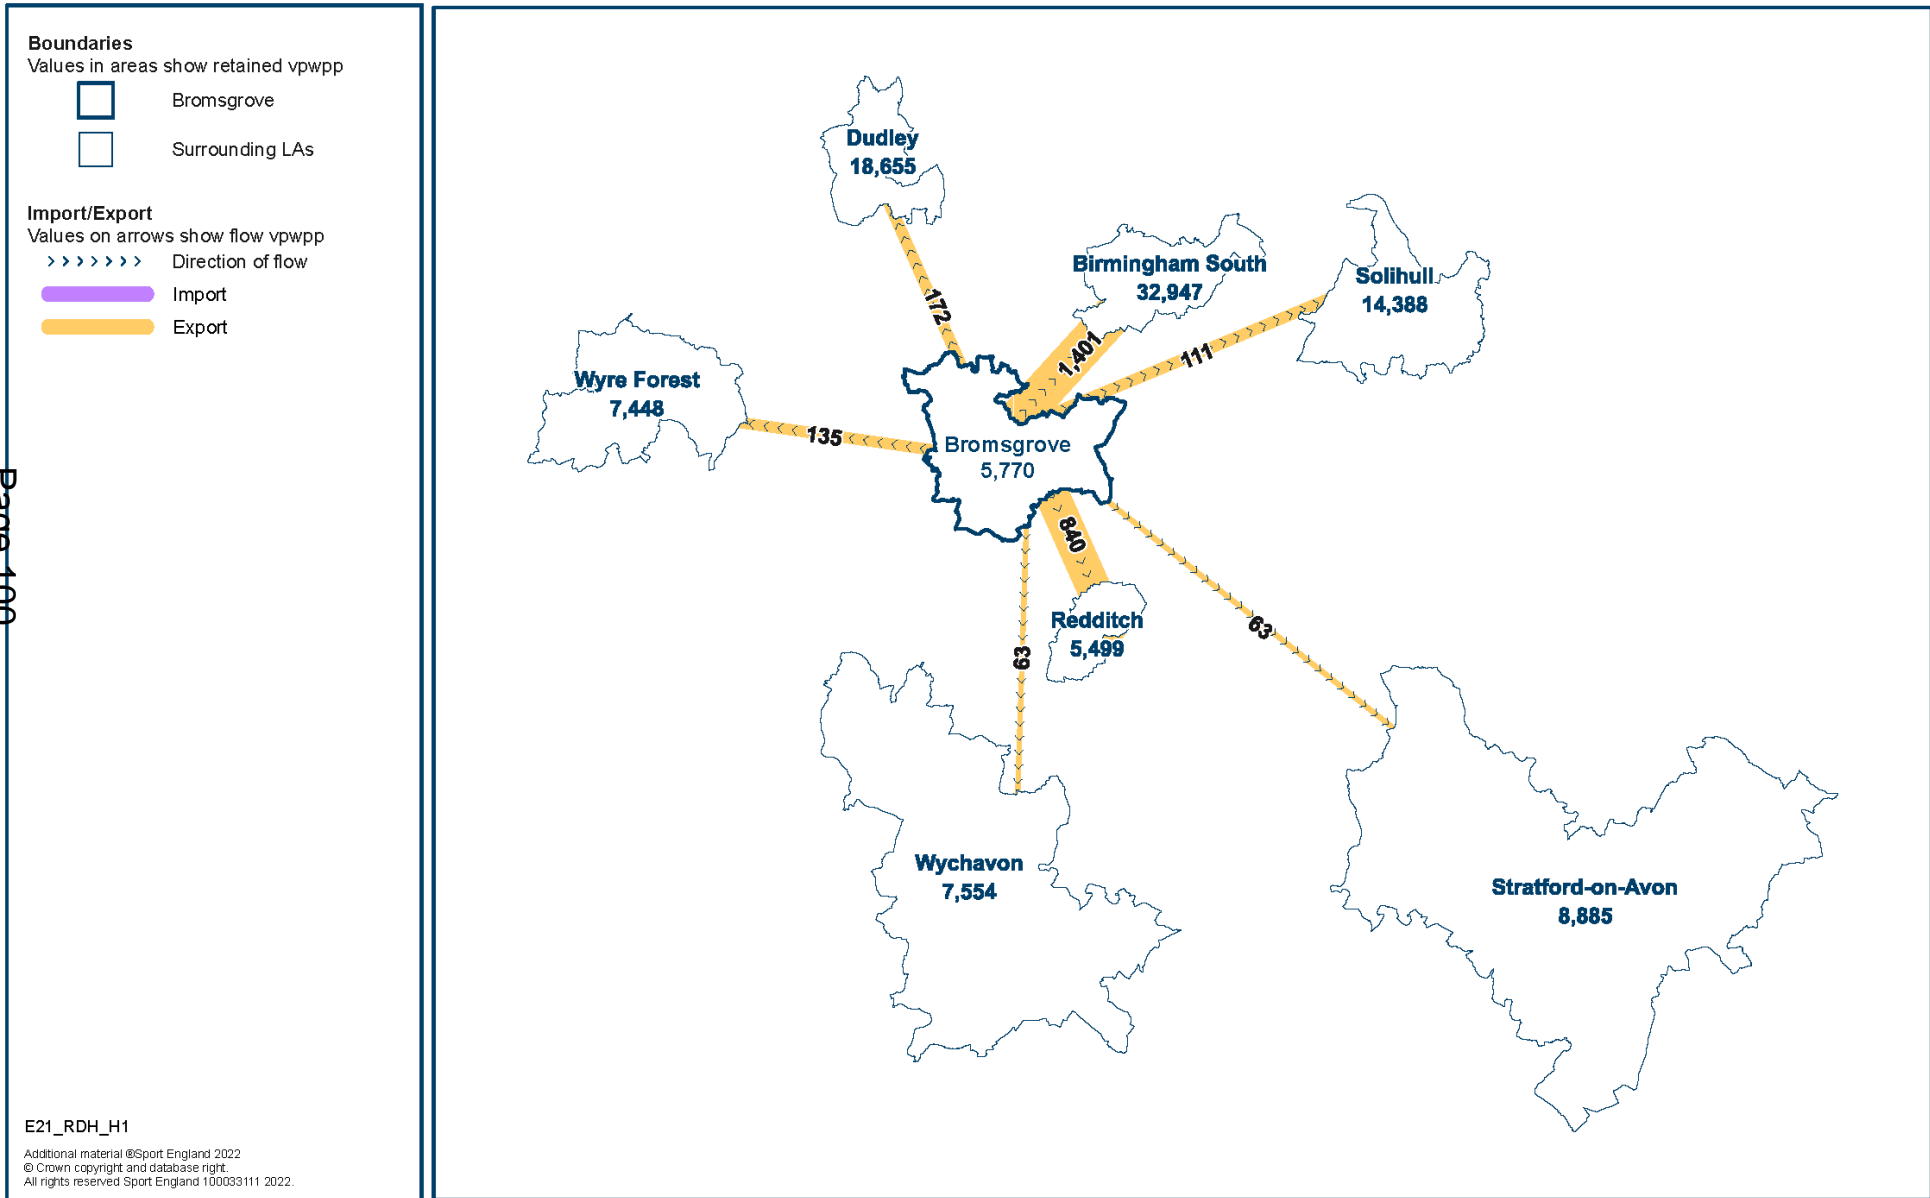 Boundaries
Values in areas show retained vpwpp
Bromsgrove
Surrounding LAs
Import/Export
Values on arrows show flow vpwpp
Direction of flow
Import
Export
E21_RDH_H1
Additional material ®Sport England 2022
© Crown copyright and database right.
All rights reserved Sport England 100033111 2022.
Page 100
Dudley
18,655
Birmingham South
32,947
Solihull
14,388
172
1,401
111
Wyre Forest
7,448
135
Bromsgrove
5,770
840
Redditch
5,499
63
63
Wychavon
7,554
Stratford-on-Avon
8,885